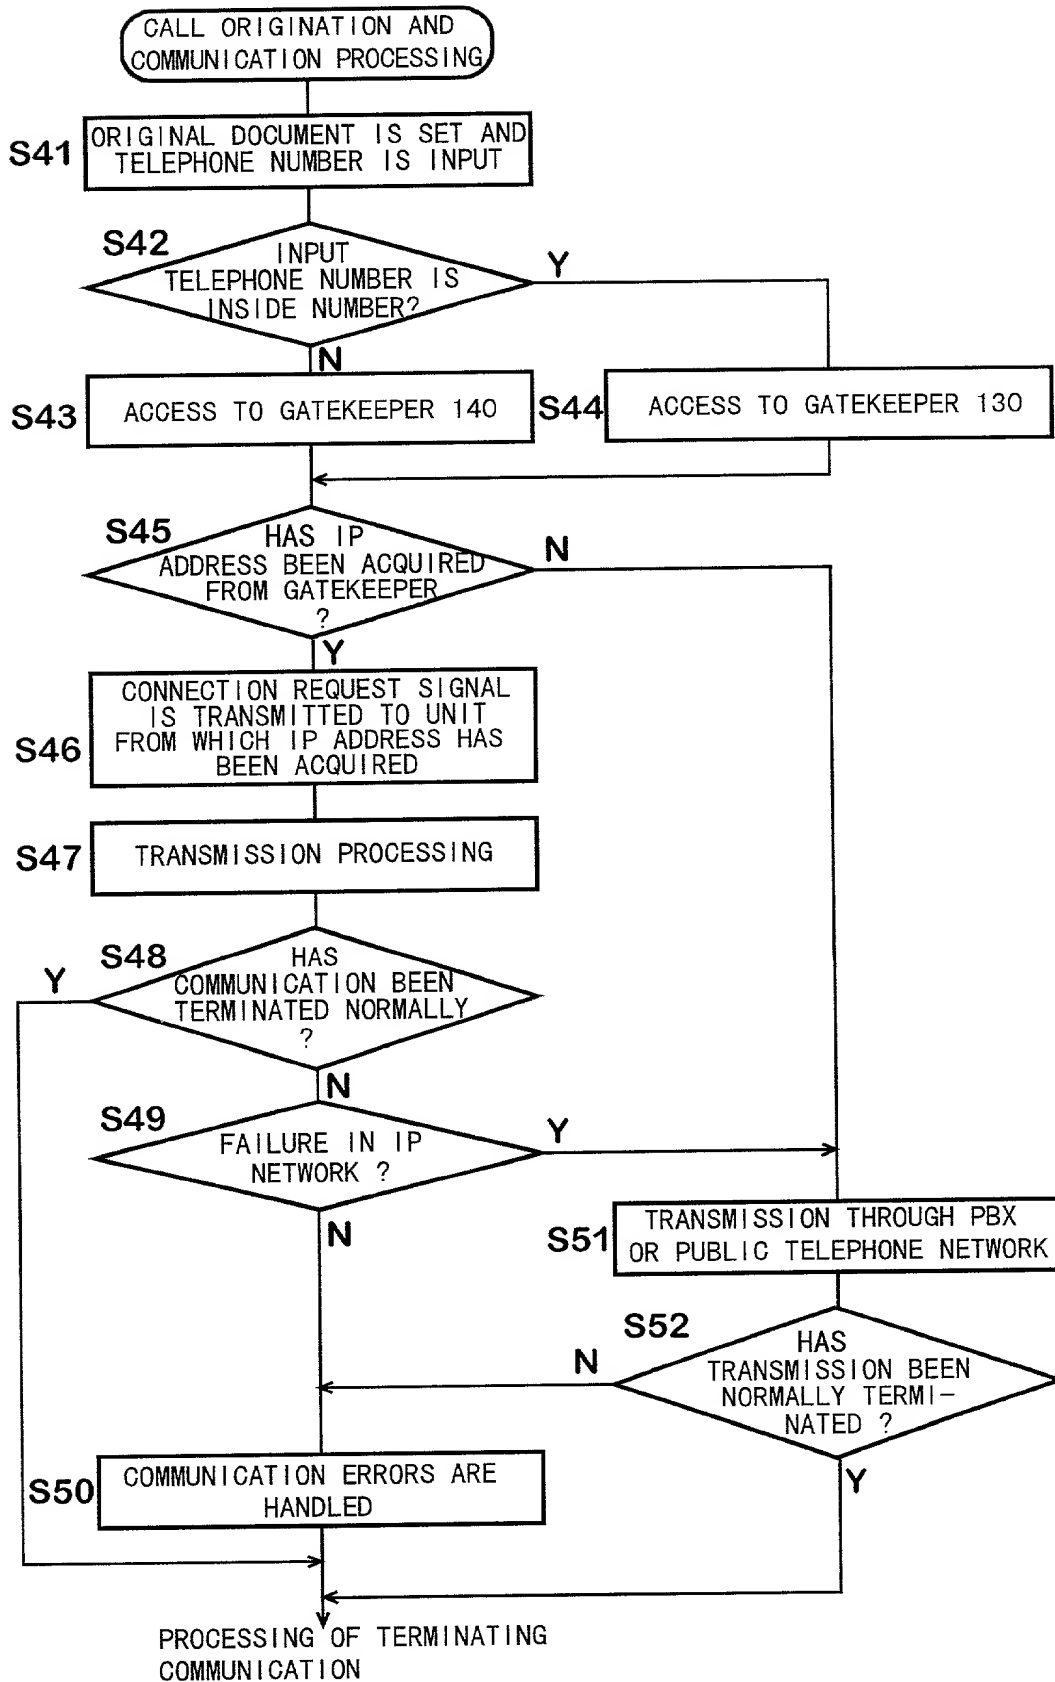 CALL ORIGINATION AND
COMMUNICATION PROCESSING
S41
ORIGINAL DOCUMENT IS SET AND
TELEPHONE NUMBER IS INPUT
S42
INPUT
TELEPHONE NUMBER IS
INSIDE NUMBER?
Y
N
S43
ACCESS TO GATEKEEPER 140
S44
ACCESS TO GATEKEEPER 130
S45
HAS IP
ADDRESS BEEN ACQUIRED
FROM GATEKEEPER
?
N
Y
S46
CONNECTION REQUEST SIGNAL
IS TRANSMITTED TO UNIT
FROM WHICH IP ADDRESS HAS
BEEN ACQUIRED
S47
TRANSMISSION PROCESSING
S48
HAS
COMMUNICATION BEEN
TERMINATED NORMALLY
?
Y
N
S49
FAILURE IN IP
NETWORK ?
Y
N
S51
TRANSMISSION THROUGH PBX
OR PUBLIC TELEPHONE NETWORK
S52
HAS
TRANSMISSION BEEN
NORMALLY TERMI-
NATED ?
N
Y
S50
COMMUNICATION ERRORS ARE
HANDLED
PROCESSING OF TERMINATING
COMMUNICATION